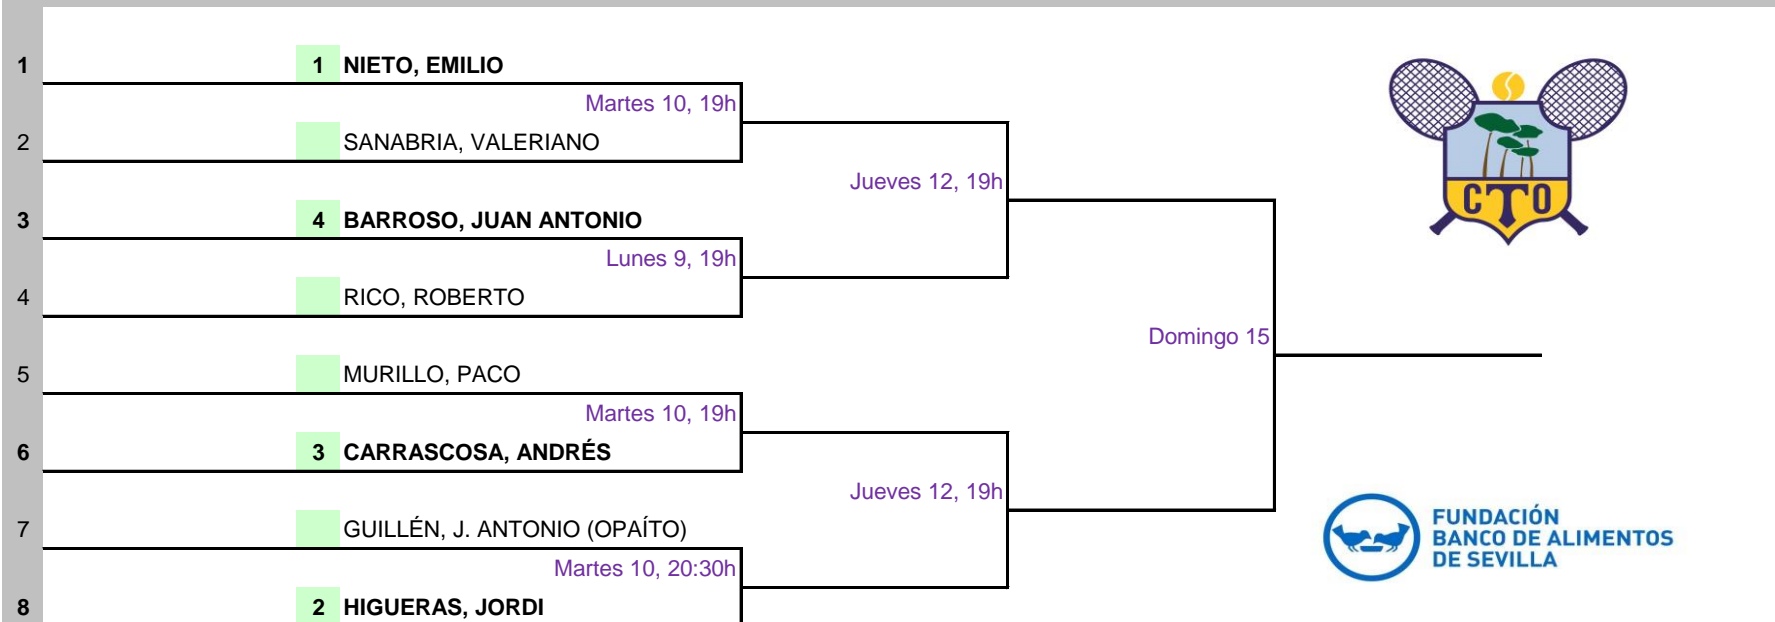 1 1 NIETO, EMILIO
Martes 10, 19h
2 SANABRIA, VALERIANO
Jueves 12, 19h
3 4 BARROSO, JUAN ANTONIO
Lunes 9, 19h
4 RICO, ROBERTO
Domingo 15
5 MURILLO, PACO
Martes 10, 19h
6 3 CARRASCOSA, ANDRÉS
Jueves 12, 19h
7 GUILLÉN, J. ANTONIO (OPAÍTO)
Martes 10, 20:30h
8 2 HIGUERAS, JORDI
CTO
FUNDACIÓN
BANCO DE ALIMENTOS
DE SEVILLA